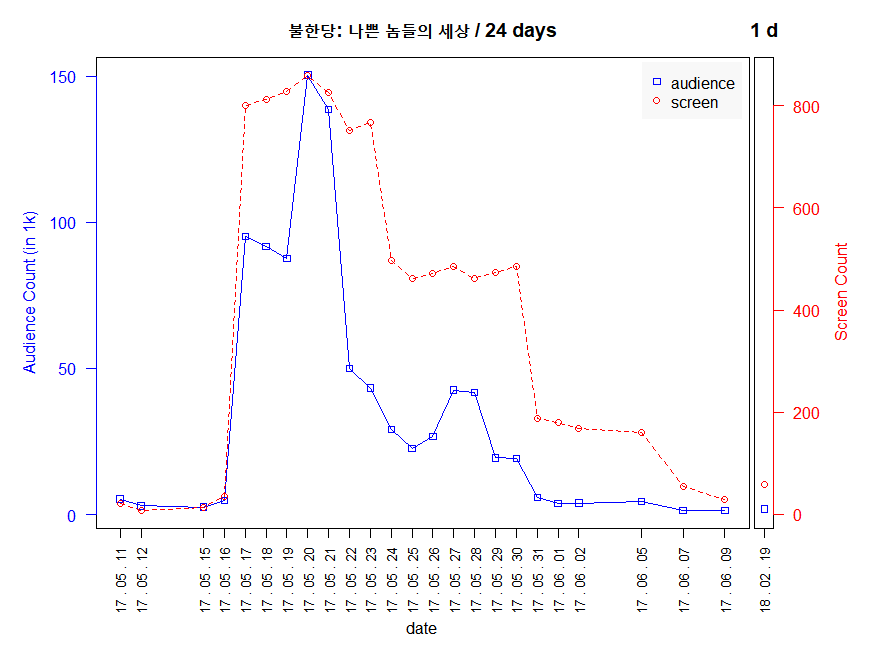 불한당: 나쁜 놈들의 세상 / 24 days
1 d
audience
screen
150
100
50
0
Audience Count (in 1k)
800
600
400
200
0
Screen Count
17 . 05 . 11
17 . 05 . 12
17 . 05 . 15
17 . 05 . 16
17 . 05 . 17
17 . 05 . 18
17 . 05 . 19
17 . 05 . 20
17 . 05 . 21
17 . 05 . 22
17 . 05 . 23
17 . 05 . 24
17 . 05 . 25
17 . 05 . 26
17 . 05 . 27
17 . 05 . 28
17 . 05 . 29
17 . 05 . 30
17 . 05 . 31
17 . 06 . 01
17 . 06 . 02
17 . 06 . 05
17 . 06 . 07
17 . 06 . 09
18 . 02 . 19
date